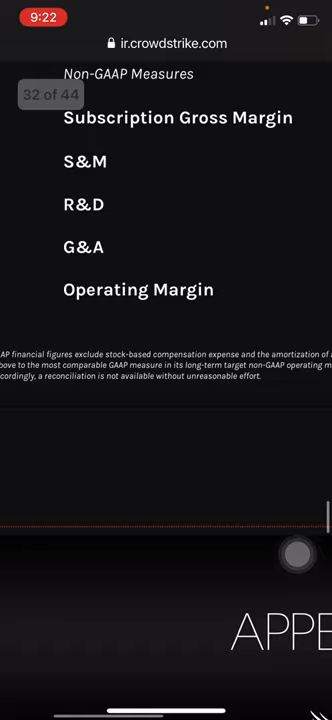 9:22
ir.crowdstrike.com
Non-GAAP Measures
32 of 44
Subscription Gross Margin
S&M
R&D
G&A
Operating Margin
AP financial figures exclude stock-based compensation expense and the amortization of
bove to the most comparable GAAP measure in its long-term target non-GAAP operating m
cordingly, a reconciliation is not available without unreasonable effort.
APPE